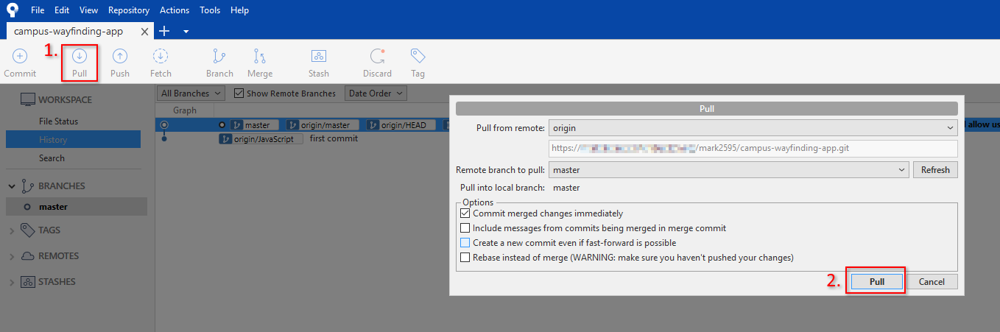 File Edit View Repository Actions Tools Help
campus-wayfinding-app
1.
Commit Pull Push Fetch Branch Merge Stash Discard Tag
WORKSPACE
File Status
History
Search
BRANCHES
master
TAGS
REMOTES
STASHES
All Branches Show Remote Branches Date Order
Graph
master origin/master origin/HEAD
allow us
origin/JavaScript first commit
Pull
Pull from remote: origin
https:// /mark2595/campus-wayfinding-app.git
Remote branch to pull: master Refresh
Pull into local branch: master
Options
Commit merged changes immediately
Include messages from commits being merged in merge commit
Create a new commit even if fast-forward is possible
Rebase instead of merge (WARNING: make sure you haven't pushed your changes)
2. Pull Cancel